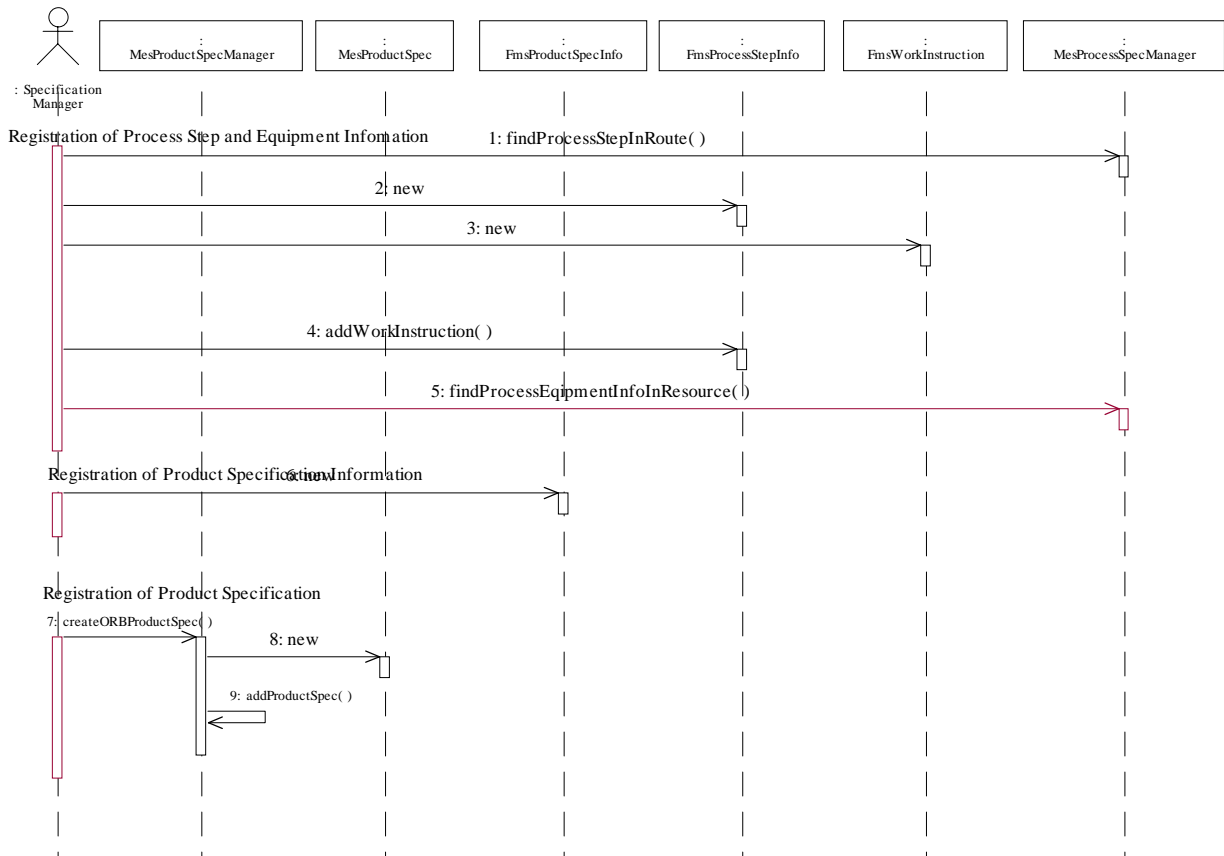 :
MesProductSpecManager
:
MesProductSpec
:
FmsProductSpecInfo
:
FmsProcessStepInfo
:
FmsWorkInstruction
:
MesProcessSpecManager
: Specification
Manager
Registration of Process Step and Equipment Infomation
1: findProcessStepInRoute( )
2: new
3: new
4: addWorkInstruction( )
5: findProcessEqipmentInfoInResource( )
Registration of Product Specification Information
6: new
Registration of Product Specification
7: createORBProductSpec( )
8: new
9: addProductSpec( )